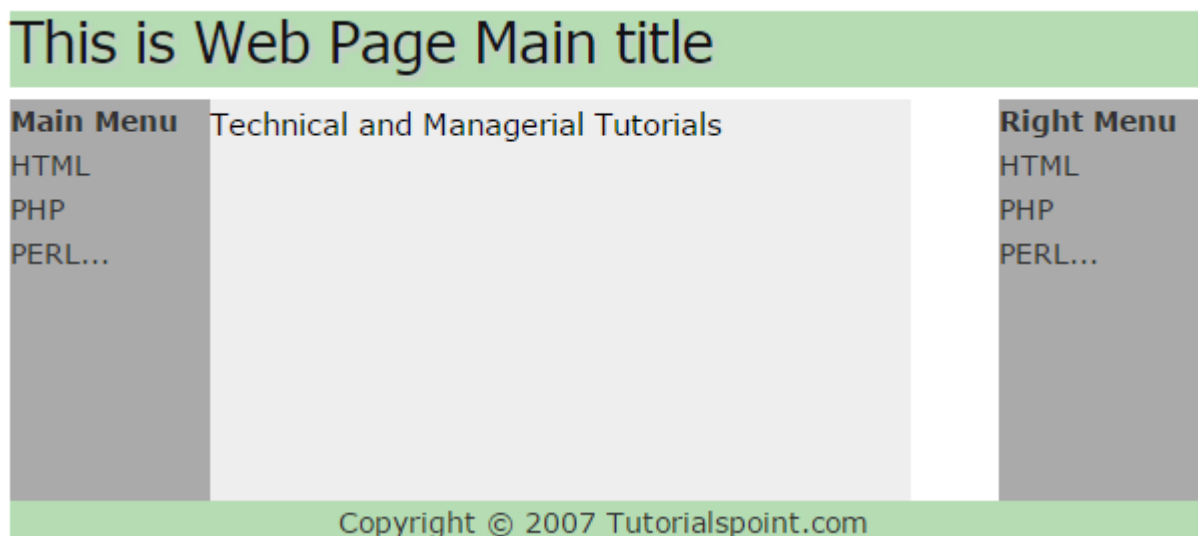 This is Web Page Main title
Main Menu
HTML
PHP
PERL...
Technical and Managerial Tutorials
Right Menu
HTML
PHP
PERL...
Copyright © 2007 Tutorialspoint.com